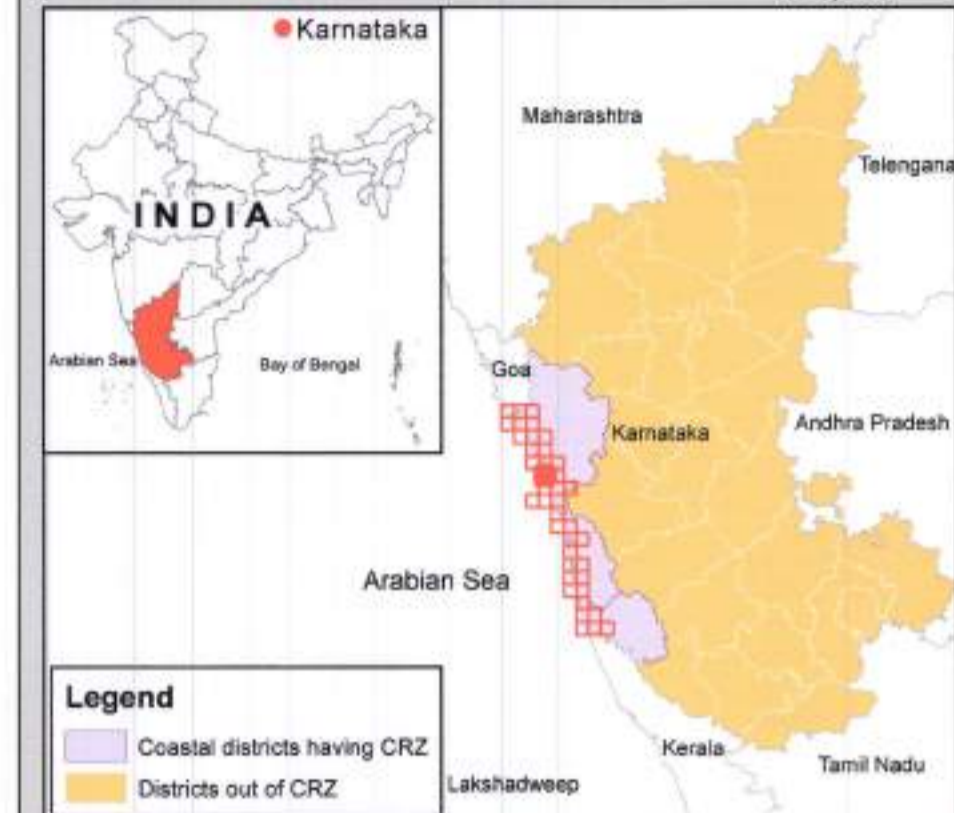 Karnataka
INDIA
Arabian Sea
Bay of Bengal
Maharashtra
Telengana
Goa
Karnataka
Andhra Pradesh
Arabian Sea
Kerala
Tamil Nadu
Lakshadweep
Legend
Coastal districts having CRZ
Districts out of CRZ